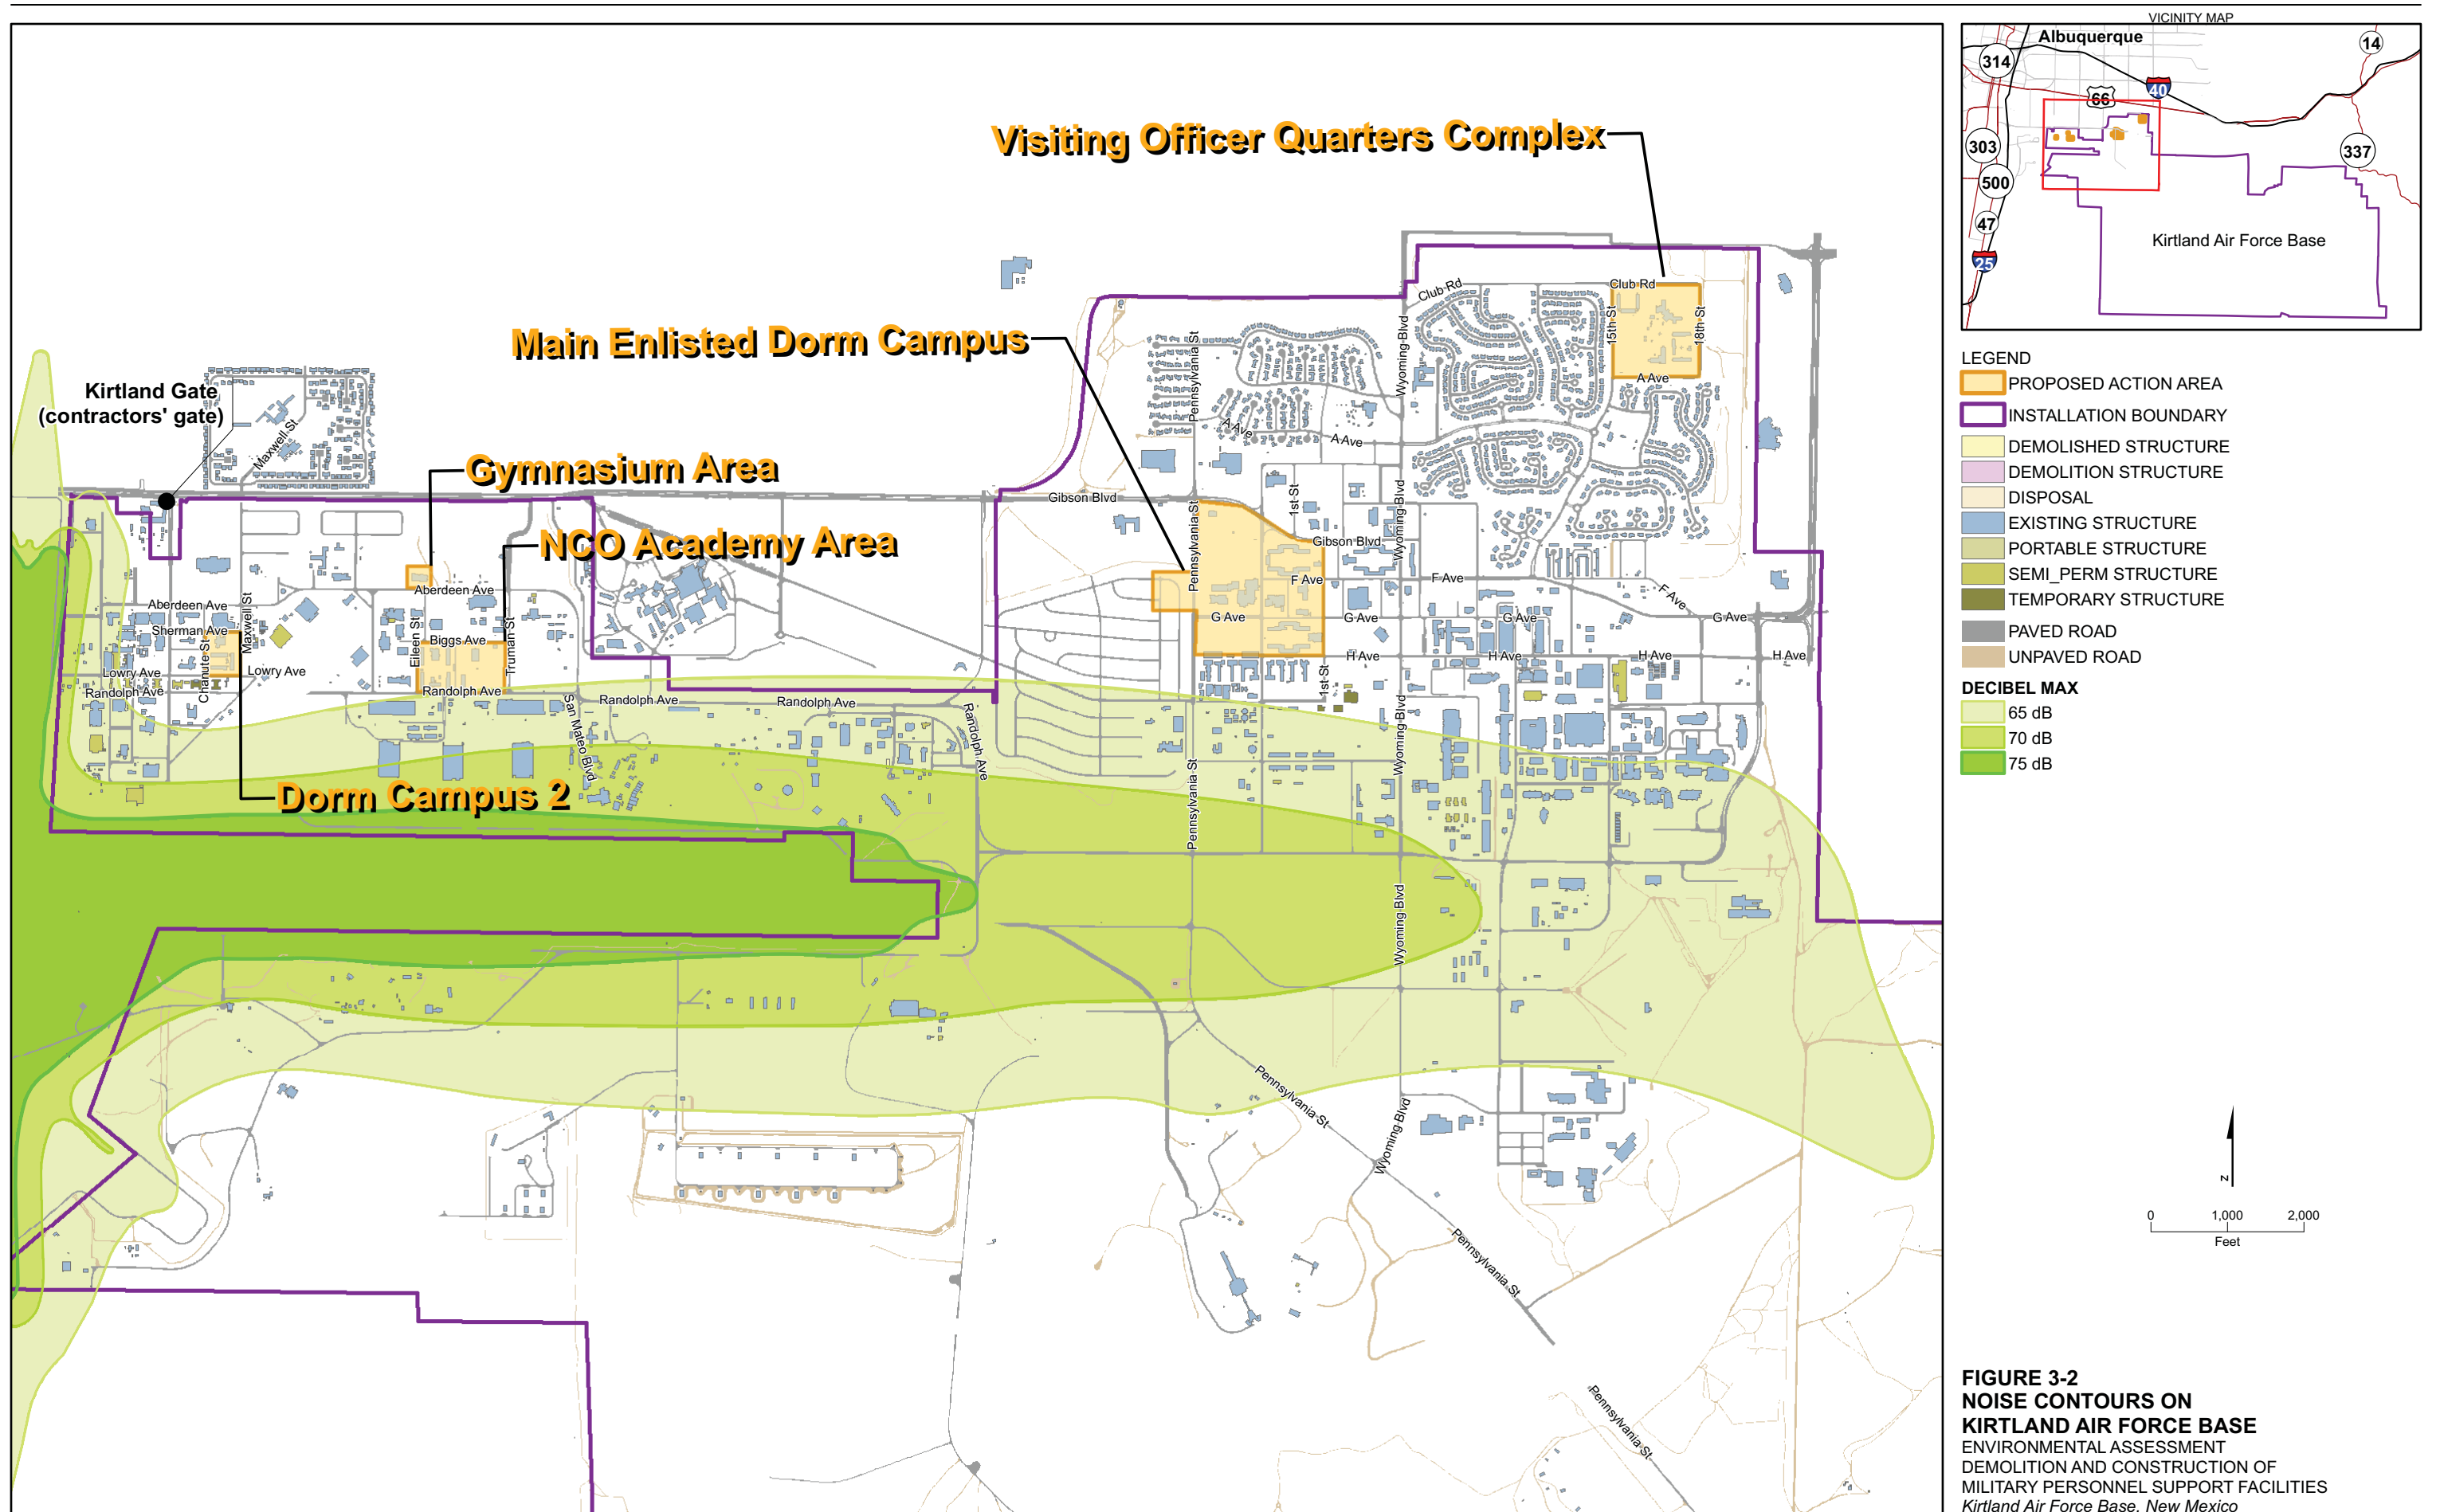 VICINITY MAP
Albuquerque
314
14
40
66
303
337
500
47
25
Kirtland Air Force Base
Visiting Officer Quarters Complex
Main Enlisted Dorm Campus
Kirtland Gate
(contractors' gate)
Gymnasium Area
NCO Academy Area
Dorm Campus 2
Club Rd
Club Rd
15th St
18th St
A Ave
Wyoming Blvd
Pennsylvania St
A Ave
A Ave
Maxwell St
Gibson Blvd
1st St
Wyoming Blvd
Pennsylvania St
Gibson Blvd
F Ave
F Ave
F Ave
G Ave
G Ave
G Ave
G Ave
H Ave
H Ave
H Ave
H Ave
1st St
Aberdeen Ave
Aberdeen Ave
Maxwell St
Sherman Ave
Chanute St
Eileen St
Biggs Ave
Truman St
Lowry Ave
Lowry Ave
Randolph Ave
Randolph Ave
Randolph Ave
Randolph Ave
San Mateo Blvd
Randolph Ave
Wyoming Blvd
Pennsylvania St
Wyoming Blvd
Pennsylvania St
Wyoming Blvd
Pennsylvania St
Pennsylvania St
LEGEND
PROPOSED ACTION AREA
INSTALLATION BOUNDARY
DEMOLISHED STRUCTURE
DEMOLITION STRUCTURE
DISPOSAL
EXISTING STRUCTURE
PORTABLE STRUCTURE
SEMI_PERM STRUCTURE
TEMPORARY STRUCTURE
PAVED ROAD
UNPAVED ROAD
DECIBEL MAX
65 dB
70 dB
75 dB
N
0 1,000 2,000
Feet
FIGURE 3-2
NOISE CONTOURS ON
KIRTLAND AIR FORCE BASE
ENVIRONMENTAL ASSESSMENT
DEMOLITION AND CONSTRUCTION OF
MILITARY PERSONNEL SUPPORT FACILITIES
Kirtland Air Force Base, New Mexico